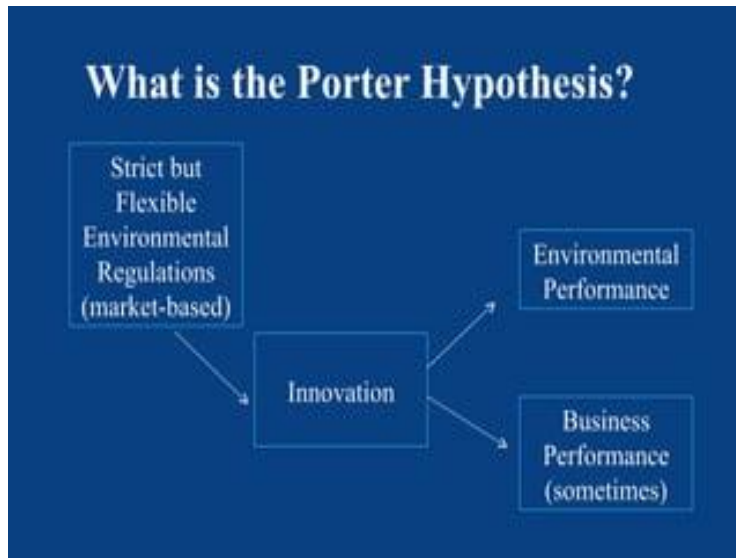 What is the Porter Hypothesis?
Strict but
Flexible
Environmental
Regulations
(market-based)
Innovation
Environmental
Performance
Business
Performance
(sometimes)